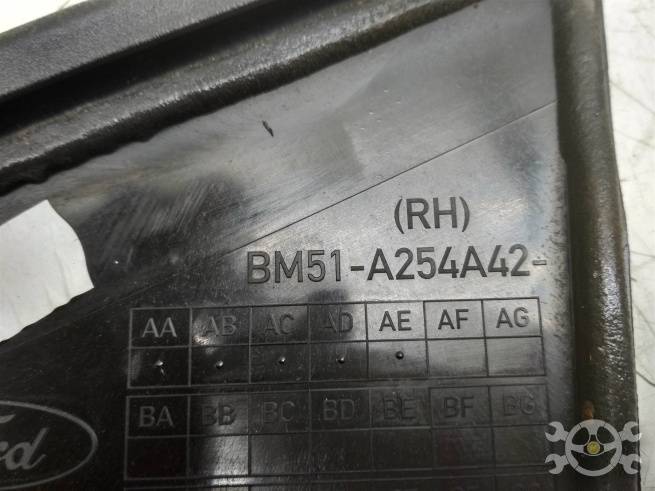 (RH)
BM51-A254A42-
AA AB AC AD AE AF AG
BA BB BC BD BE BF BG